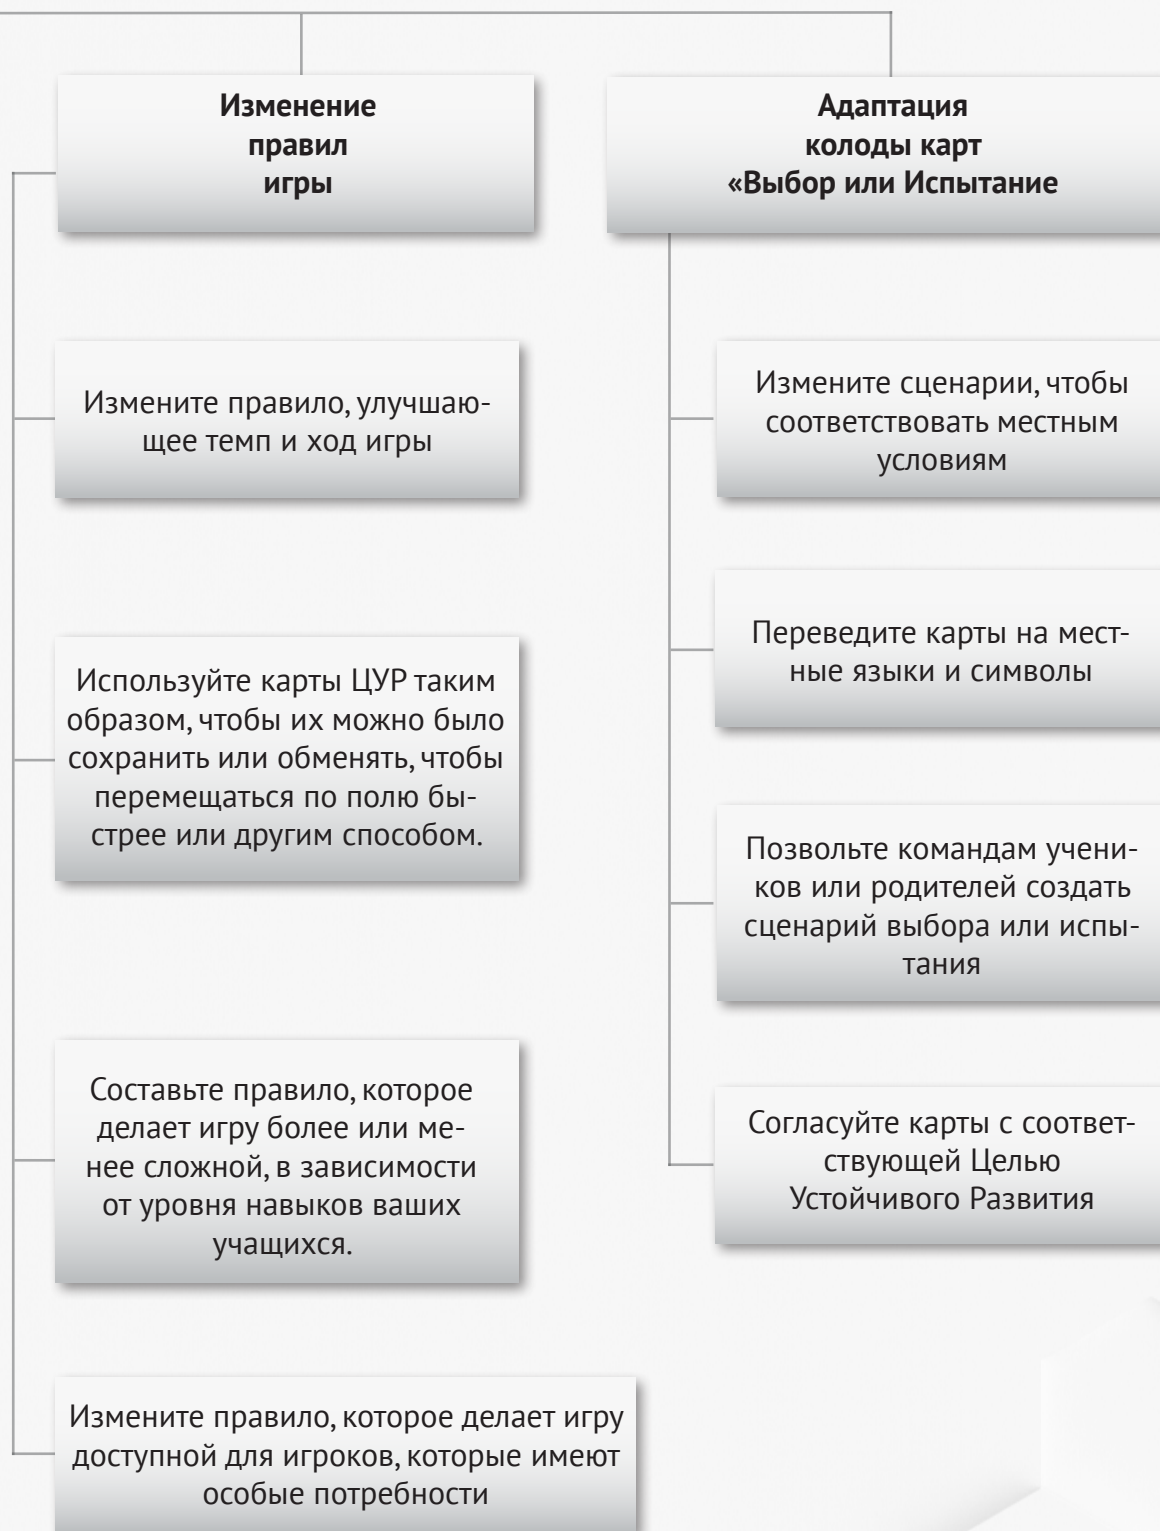 Изменение
правил
игры
Измените правило, улучшаю-
щее темп и ход игры
Используйте карты ЦУР таким
образом, чтобы их можно было
сохранить или обменять, чтобы
перемещаться по полю бы-
стрее или другим способом.
Составьте правило, которое
делает игру более или ме-
нее сложной, в зависимости
от уровня навыков ваших
учащихся.
Измените правило, которое делает игру
доступной для игроков, которые имеют
особые потребности
Адаптация
колоды карт
«Выбор или Испытание
Измените сценарии, чтобы
соответствовать местным
условиям
Переведите карты на мест-
ные языки и символы
Позвольте командам учени-
ков или родителей создать
сценарий выбора или испы-
тания
Согласуйте карты с соответ-
ствующей Целью
Устойчивого Развития